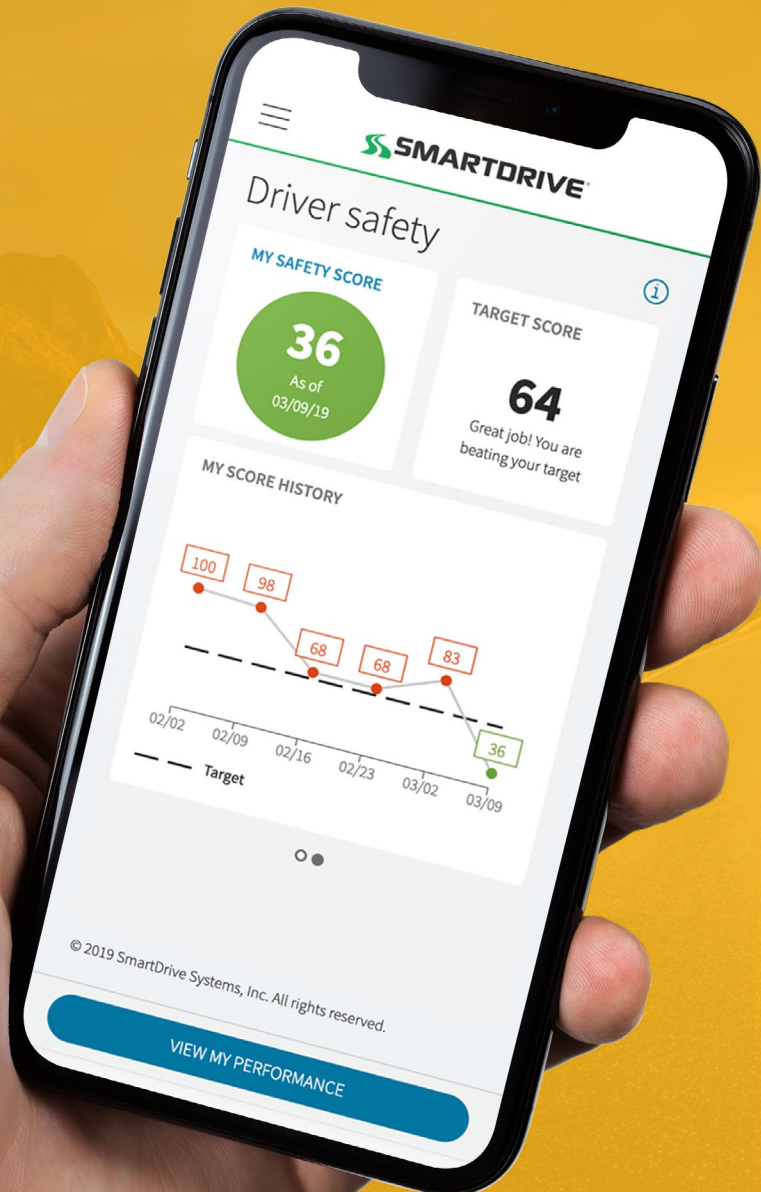 SMARTDRIVE
Driver safety
MY SAFETY SCORE
36
As of
03/09/19
TARGET SCORE
64
Great job! You are
beating your target
MY SCORE HISTORY
100
98
68
68
83
36
02/02
02/09
02/16
02/23
03/02
03/09
Target
© 2019 SmartDrive Systems, Inc. All rights reserved.
VIEW MY PERFORMANCE